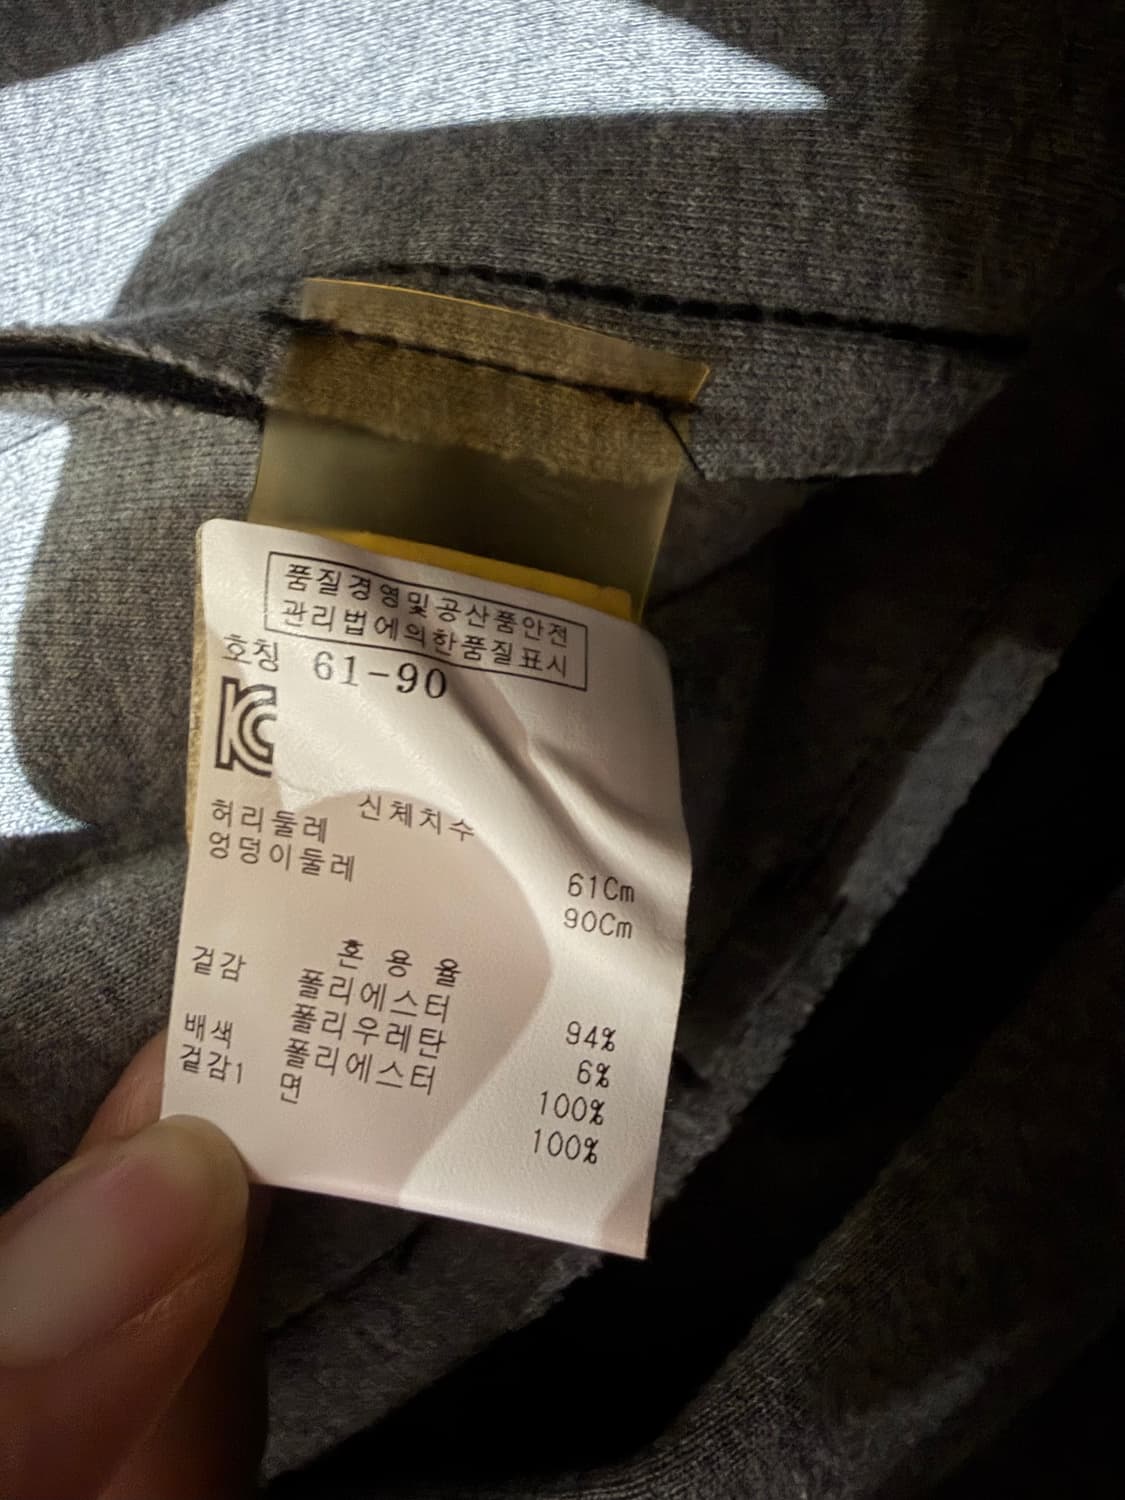 품질경영및공산품안전
관리법에의한품질표시
호칭 61-90
신체치수
허리둘레 61Cm
엉덩이둘레 90Cm
혼 용 율
겉감 폴리에스터 94%
폴리우레탄 6%
배색 폴리에스터 100%
겉감1 면 100%